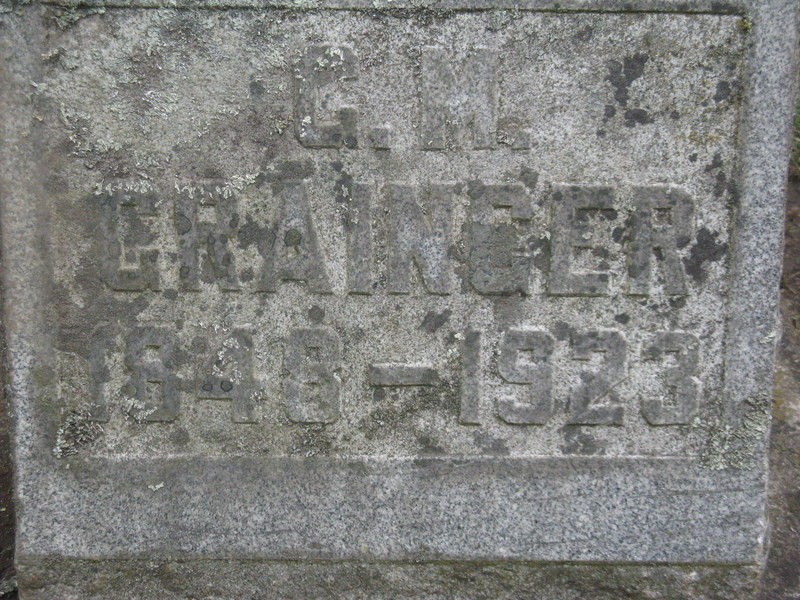 G. M.
GRAINGER
1848 – 1923